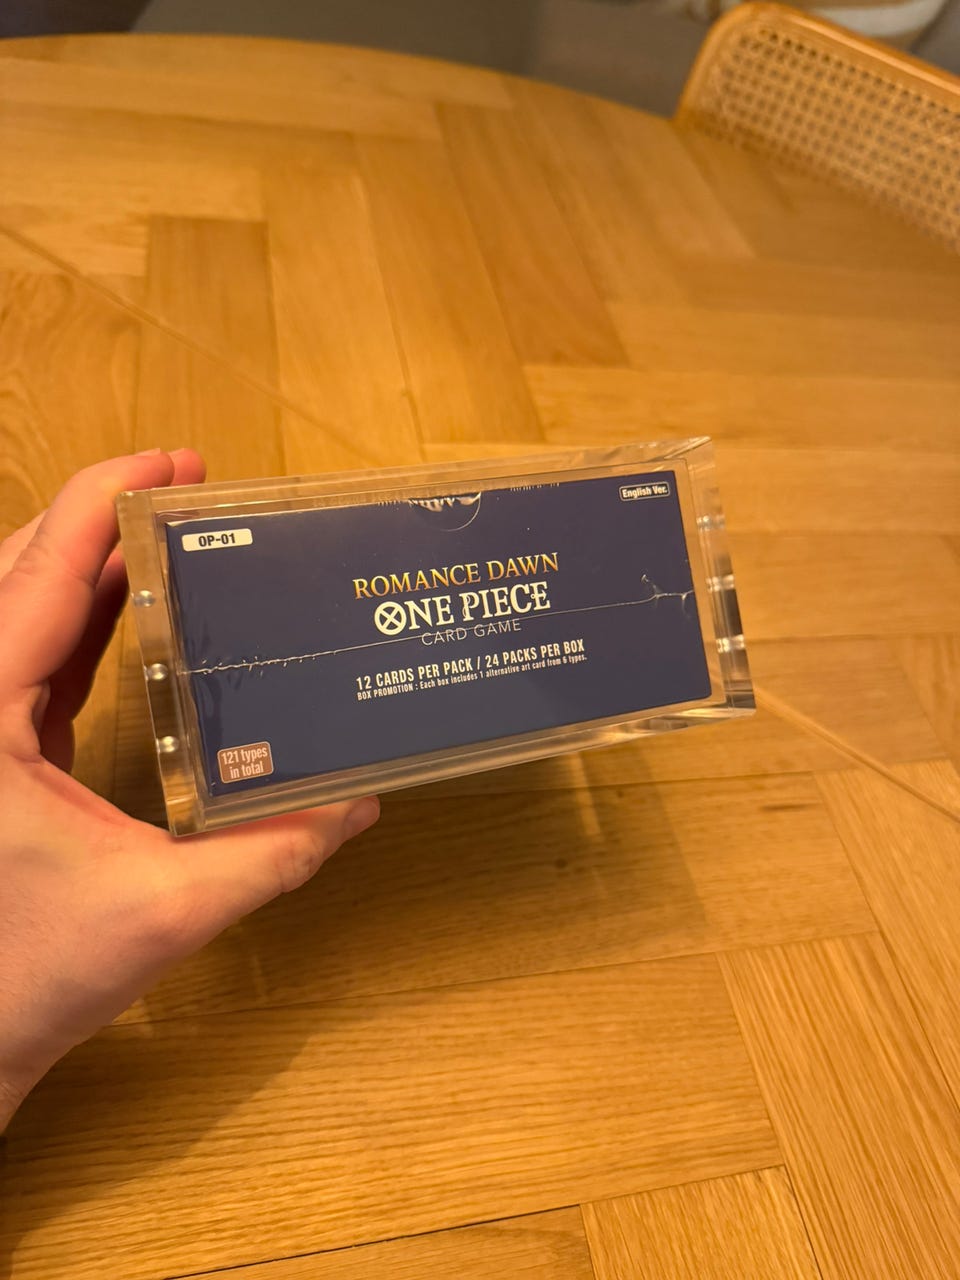 OP-01
English Ver.
ROMANCE DAWN
ONE PIECE
CARD GAME
12 CARDS PER PACK / 24 PACKS PER BOX
BOX PROMOTION : Each box includes 1 alternative art card from 6 types.
121 types
in total